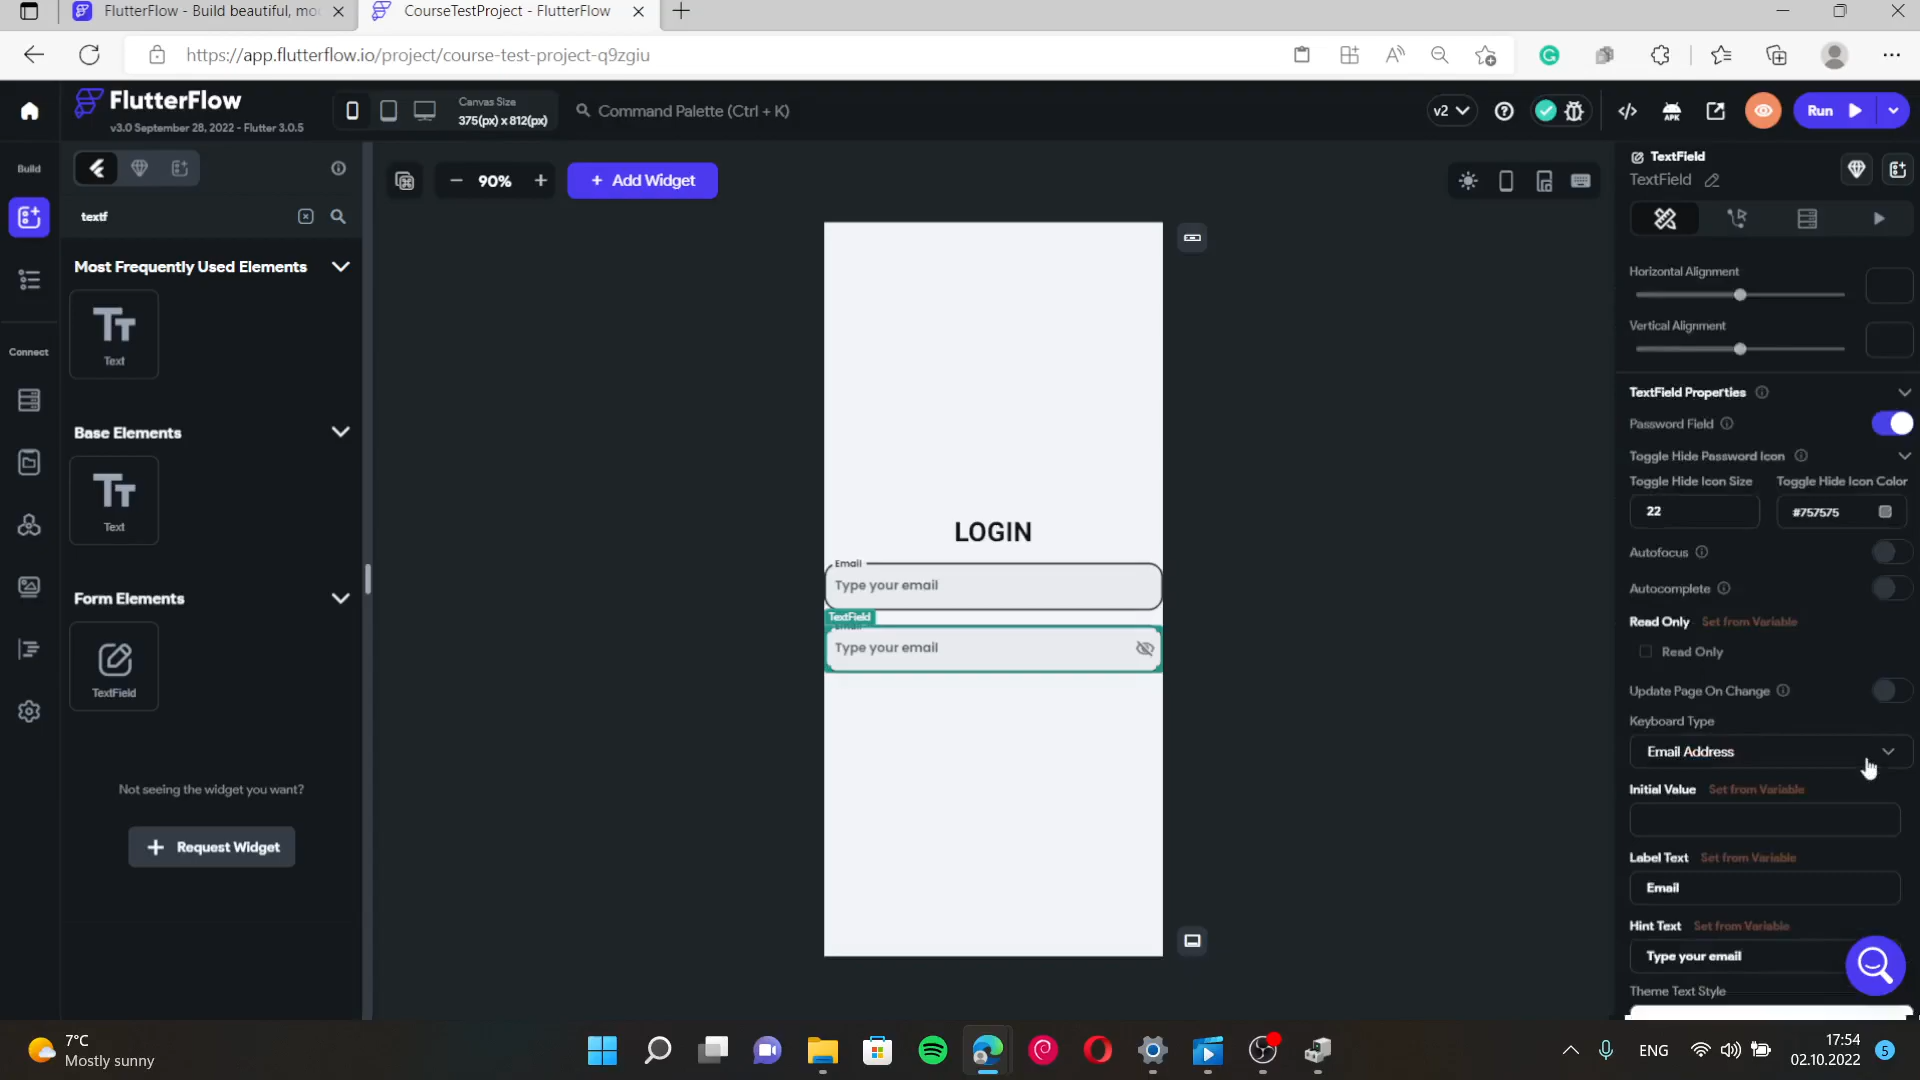 FlutterFlow - Build beautiful, mo
CourseTestProject - FlutterFlow
https://app.flutterflow.io/project/course-test-project-q9zgiu
FlutterFlow
v3.0 September 28, 2022 - Flutter 3.0.5
Canvas Size
375(px) x 812(px)
Command Palette (Ctrl + K)
v2
APK
Run
Build
Connect
textf
Most Frequently Used Elements
Text
Base Elements
Text
Form Elements
TextField
Not seeing the widget you want?
+ Request Widget
90%
+ Add Widget
LOGIN
Email
Type your email
TextField
Type your email
TextField
TextField
Horizontal Alignment
Vertical Alignment
TextField Properties
Password Field
Toggle Hide Password Icon
Toggle Hide Icon Size
Toggle Hide Icon Color
22
#757575
Autofocus
Autocomplete
Read Only Set from Variable
Read Only
Update Page On Change
Keyboard Type
Email Address
Initial Value Set from Variable
Label Text Set from Variable
Email
Hint Text Set from Variable
Type your email
Theme Text Style
7°C
Mostly sunny
ENG
17:54
02.10.2022
5